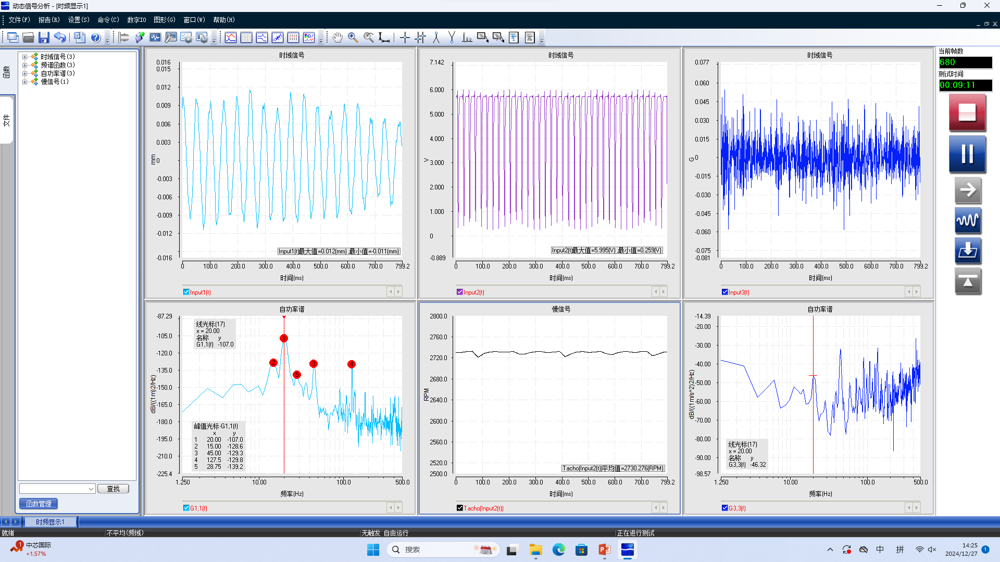 动态信号分析 - [时频显示1]
文件(F) 报告(R) 设置(S) 命令(C) 数字IO 图形(G) 窗口(W) 帮助(H)
函数
文件
时域信号(3)
频谱函数(3)
自功率谱(3)
慢信号(1)
查找
函数管理
时域信号
0.016
0.015
0.012
0.009
0.006
0.003
0
-0.003
-0.006
-0.009
-0.012
-0.016
mm
Input1(t)最大值=0.012(mm) ,最小值=-0.011(mm)
0 100.0 200.0 300.0 400.0 500.0 600.0 799.2
时间(ms)
Input1(t)
时域信号
7.142
6.000
5.000
4.000
3.000
2.000
1.000
0
-0.889
V
Input2(t)最大值=5.995(V) ,最小值=0.259(V)
0 100.0 200.0 300.0 400.0 500.0 600.0 700.0 799.2
时间(ms)
Input2(t)
时域信号
0.077
0.060
0.045
0.030
0.015
0
-0.015
-0.030
-0.045
-0.060
-0.075
-0.081
G
0 100.0 200.0 300.0 400.0 500.0 600.0 700.0 799.2
时间(ms)
Input3(t)
自功率谱
-87.29
-105.0
-120.0
-135.0
-150.0
-165.0
-180.0
-195.0
-210.0
-225.4
dB/((1m)2/Hz)
线光标(17)
x = 20.00
名称 y
G1,1(f) -107.0
1
2
3
4
5
峰值光标-G1,1(f)
x y
1 20.00 -107.0
2 15.00 -128.6
3 45.00 -129.3
4 127.5 -129.8
5 28.75 -139.2
1.250 10.00 100.0 500.0
频率(Hz)
G1,1(f)
慢信号
2800.0
2760.0
2720.0
2680.0
2640.0
2600.0
2560.0
2520.0
2500.0
RPM
Tacho(Input2(t))平均值=2730.276(RPM)
0 100.0 200.0 300.0 400.0 500.0 600.0 700.0 799.2
时间(ms)
Tacho(Input2(t))
自功率谱
-14.39
-20.00
-30.00
-40.00
-50.00
-60.00
-70.00
-80.00
-90.00
-98.57
dB/((1m/s^2)2/Hz)
线光标(17)
x = 20.00
名称 y
G3,3(f) -46.32
1.250 10.00 100.0 500.0
频率(Hz)
G3,3(f)
当前帧数
680
测试时间
00:09:11
时频显示1
就绪 不平均(频域) 无触发 自由运行 正在进行测试
1
中芯国际
+1.57%
搜索
中 拼
14:25
2024/12/27
1